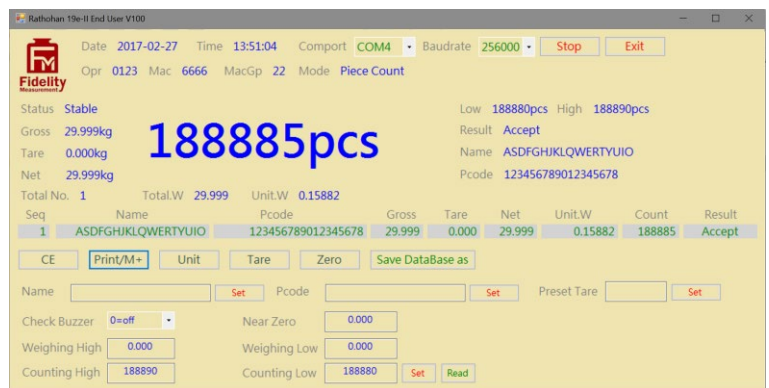 Rathohan 19e-II End User V100
Date 2017-02-27 Time 13:51:04 Comport COM4 Baudrate 256000 Stop Exit
Opr 0123 Mac 6666 MacGp 22 Mode Piece Count
FM
Fidelity
Measurement
Status Stable
Gross 29.999kg
Tare 0.000kg
Net 29.999kg
188885pcs
Low 188880pcs High 188890pcs
Result Accept
Name ASDFGHJKLQWERTYUIO
Pcode 123456789012345678
Total No. 1 Total.W 29.999 Unit.W 0.15882
Seq Name Pcode Gross Tare Net Unit.W Count Result
1 ASDFGHJKLQWERTYUIO 123456789012345678 29.999 0.000 29.999 0.15882 188885 Accept
CE Print/M+ Unit Tare Zero Save DataBase as
Name Set Pcode Set Preset Tare Set
Check Buzzer 0=off Near Zero 0.000
Weighing High 0.000 Weighing Low 0.000
Counting High 188890 Counting Low 188880 Set Read